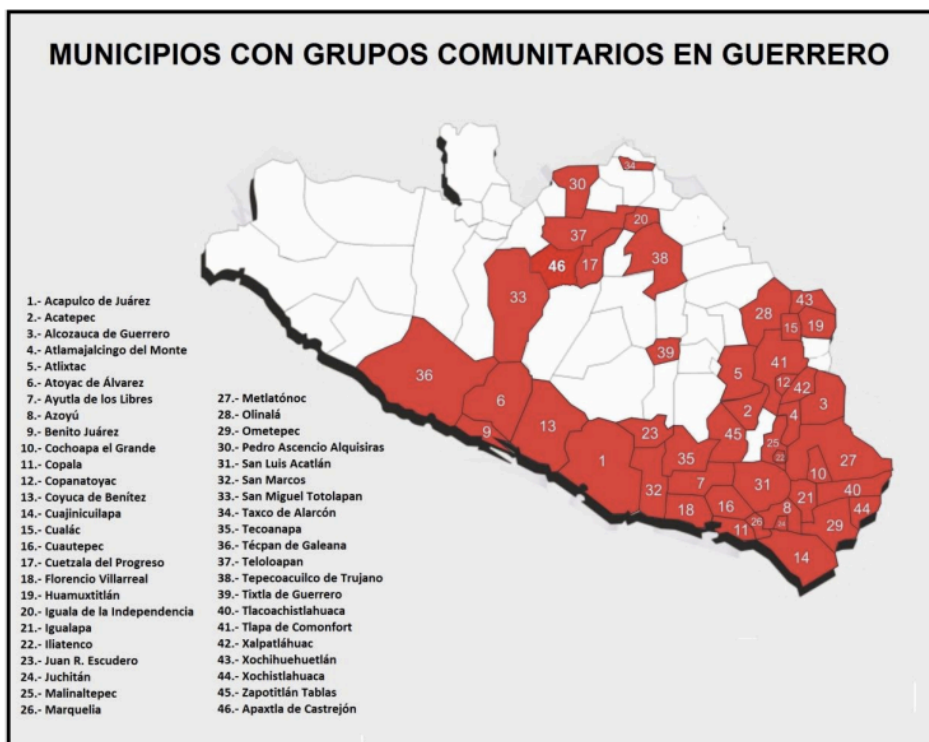 MUNICIPIOS CON GRUPOS COMUNITARIOS EN GUERRERO
1.- Acapulco de Juárez
2.- Acatepec
3.- Alcozauca de Guerrero
4.- Atlamajalcingo del Monte
5.- Atlixtac
6.- Atoyac de Álvarez
7.- Ayutla de los Libres
8.- Azoyú
9.- Benito Juárez
10.- Cochoapa el Grande
11.- Copala
12.- Copanatoyac
13.- Coyuca de Benítez
14.- Cuajinicuilapa
15.- Cualác
16.- Cuautepec
17.- Cuetzala del Progreso
18.- Florencio Villarreal
19.- Huamuxtitlán
20.- Iguala de la Independencia
21.- Igualapa
22.- Iliatenco
23.- Juan R. Escudero
24.- Juchitán
25.- Malinaltepec
26.- Marquelia
27.- Metlatónoc
28.- Olinalá
29.- Ometepec
30.- Pedro Ascencio Alquisiras
31.- San Luis Acatlán
32.- San Marcos
33.- San Miguel Totolapan
34.- Taxco de Alarcón
35.- Tecoanapa
36.- Técpan de Galeana
37.- Teloloapan
38.- Tepecoacuilco de Trujano
39.- Tixtla de Guerrero
40.- Tlacoachistlahuaca
41.- Tlapa de Comonfort
42.- Xalpatláhuac
43.- Xochihuehuetlán
44.- Xochistlahuaca
45.- Zapotitlán Tablas
46.- Apaxtla de Castrejón
34
30
20
37
46
17
38
33
43
28
15
19
39
41
36
5
12
42
6
2
3
13
4
9
23
45
25
1
35
22
27
10
7
31
40
32
21
18
16
8
44
11
26
24
29
14